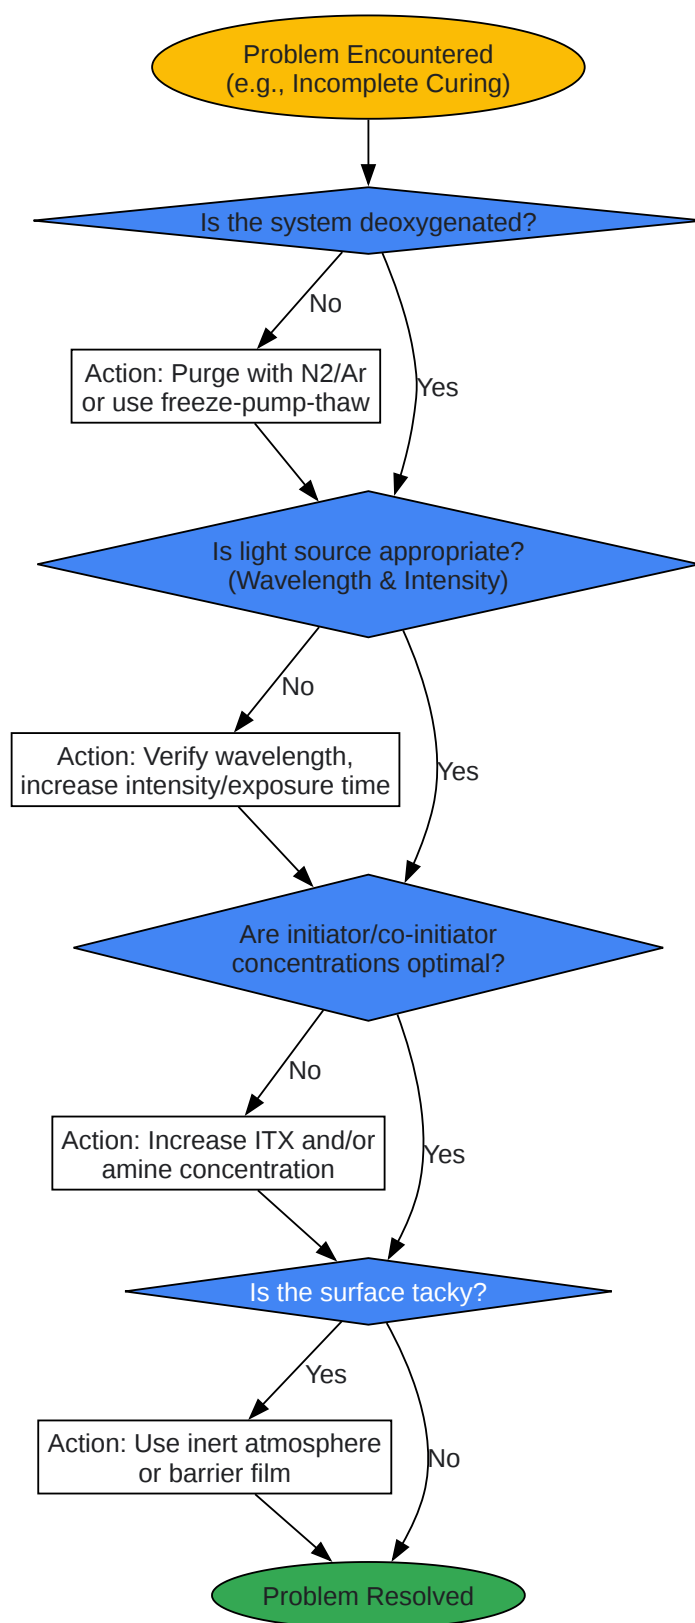 Problem Encountered
(e.g., Incomplete Curing)
Is the system deoxygenated?
No
Action: Purge with N2/Ar
or use freeze-pump-thaw
Yes
Is light source appropriate?
(Wavelength & Intensity)
No
Action: Verify wavelength,
increase intensity/exposure time
Yes
Are initiator/co-initiator
concentrations optimal?
No
Action: Increase ITX and/or
amine concentration
Yes
Is the surface tacky?
Yes
Action: Use inert atmosphere
or barrier film
No
Problem Resolved